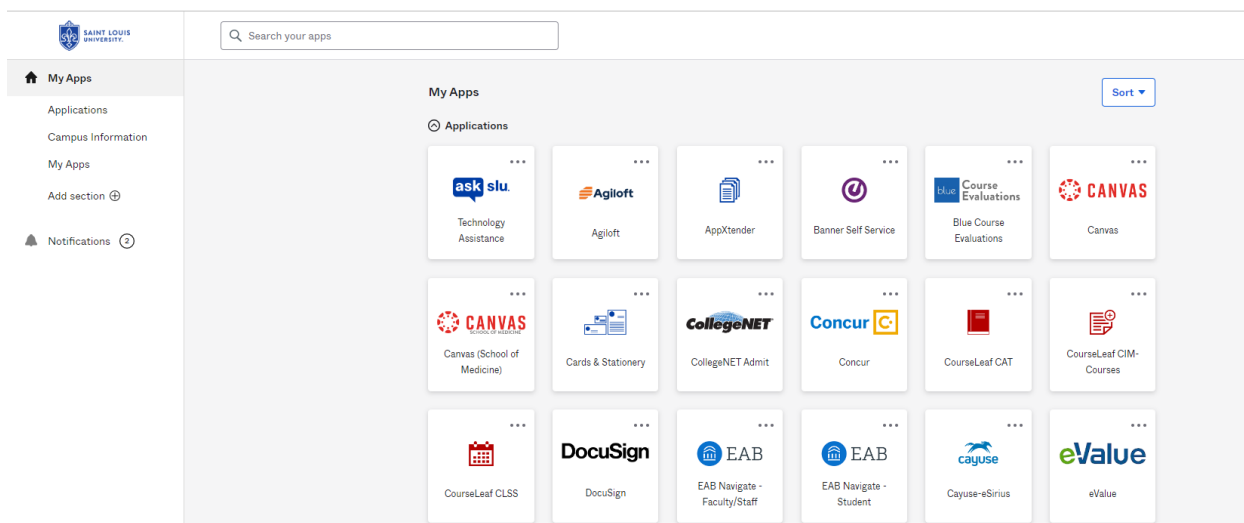 SAINT LOUIS
UNIVERSITY.
Search your apps
My Apps
Applications
Campus Information
My Apps
Add section
Notifications 2
My Apps
Sort
Applications
ask slu.
Technology
Assistance
Agiloft
Agiloft
AppXtender
Banner Self Service
blue Course
Evaluations
Blue Course
Evaluations
CANVAS
Canvas
CANVAS
SCHOOL OF MEDICINE
Canvas (School of
Medicine)
Cards & Stationery
CollegeNET
CollegeNET Admit
Concur C.
Concur
CourseLeaf CAT
CourseLeaf CIM-
Courses
CourseLeaf CLSS
DocuSign
DocuSign
EAB
EAB Navigate -
Faculty/Staff
EAB
EAB Navigate -
Student
cayuse
Cayuse-eSirius
eValue
eValue